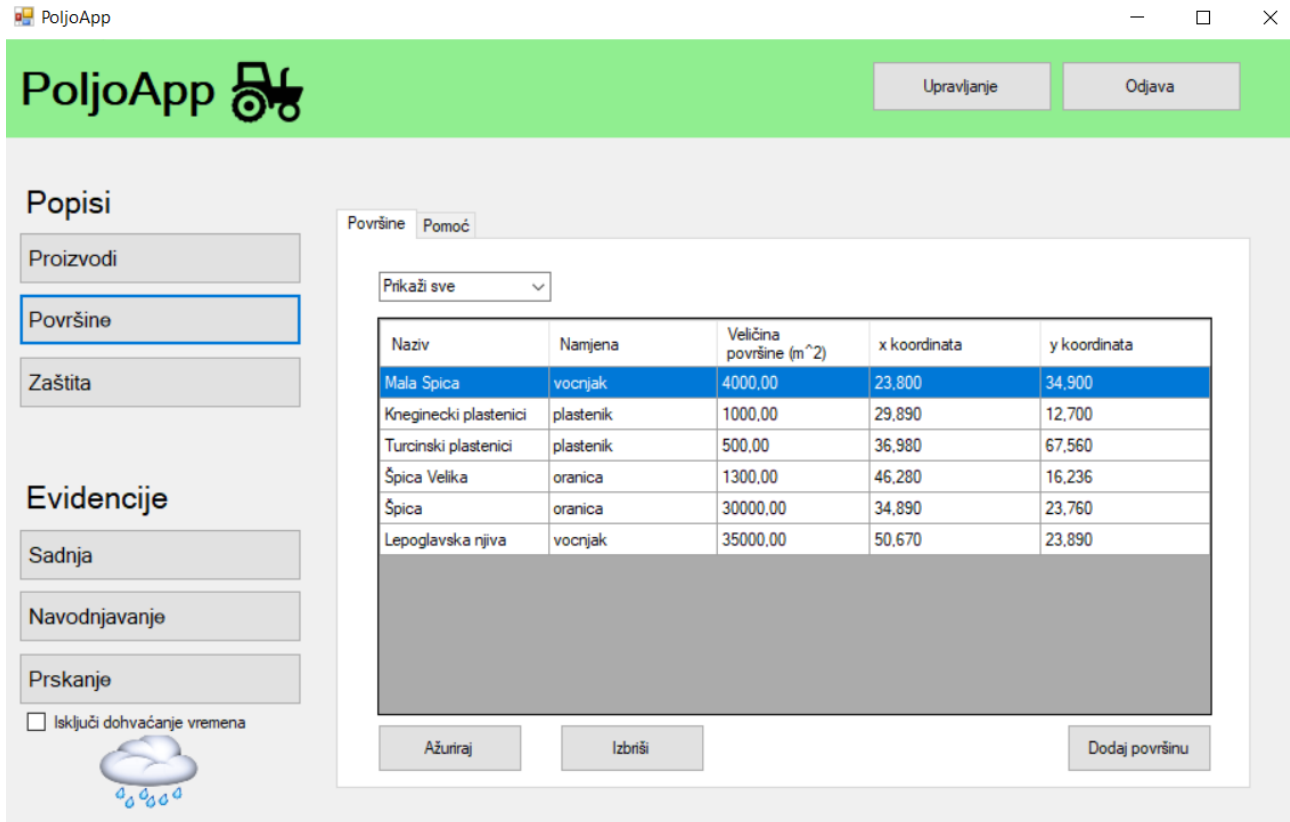 PoljoApp
PoljoApp
Upravljanje
Odjava
Popisi
Proizvodi
Površine
Zaštita
Evidencije
Sadnja
Navodnjavanje
Prskanje
Isključi dohvaćanje vremena
Površine Pomoć
Prikaži sve
Naziv Namjena Veličina površine (m^2) x koordinata y koordinata
Mala Spica vocnjak 4000,00 23,800 34,900
Kneginecki plastenici plastenik 1000,00 29,890 12,700
Turcinski plastenici plastenik 500,00 36,980 67,560
Špica Velika oranica 1300,00 46,280 16,236
Špica oranica 30000,00 34,890 23,760
Lepoglavska njiva vocnjak 35000,00 50,670 23,890
Ažuriraj Izbriši Dodaj površinu